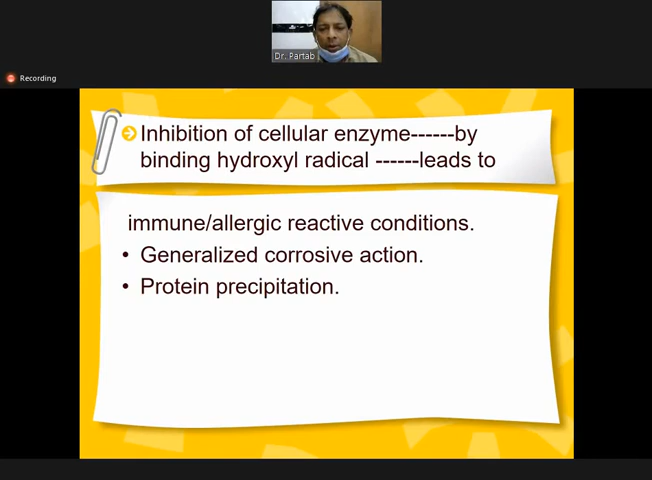 Dr. Partab
Recording
Inhibition of cellular enzyme------by
binding hydroxyl radical ------leads to
immune/allergic reactive conditions.
• Generalized corrosive action.
• Protein precipitation.